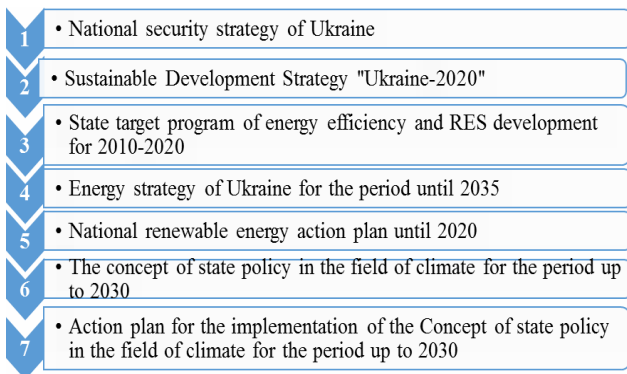 1
• National security strategy of Ukraine
2
• Sustainable Development Strategy "Ukraine-2020"
3
• State target program of energy efficiency and RES development
for 2010-2020
4
• Energy strategy of Ukraine for the period until 2035
5
• National renewable energy action plan until 2020
6
• The concept of state policy in the field of climate for the period up
to 2030
7
• Action plan for the implementation of the Concept of state policy
in the field of climate for the period up to 2030